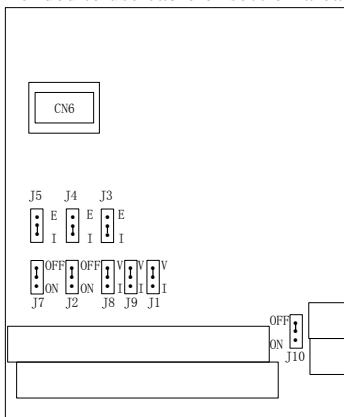 CN6
J5 J4 J3
E E E
I I I
OFF OFF V V V
ON ON I I I
J7 J2 J8 J9 J1
OFF
ON
J10